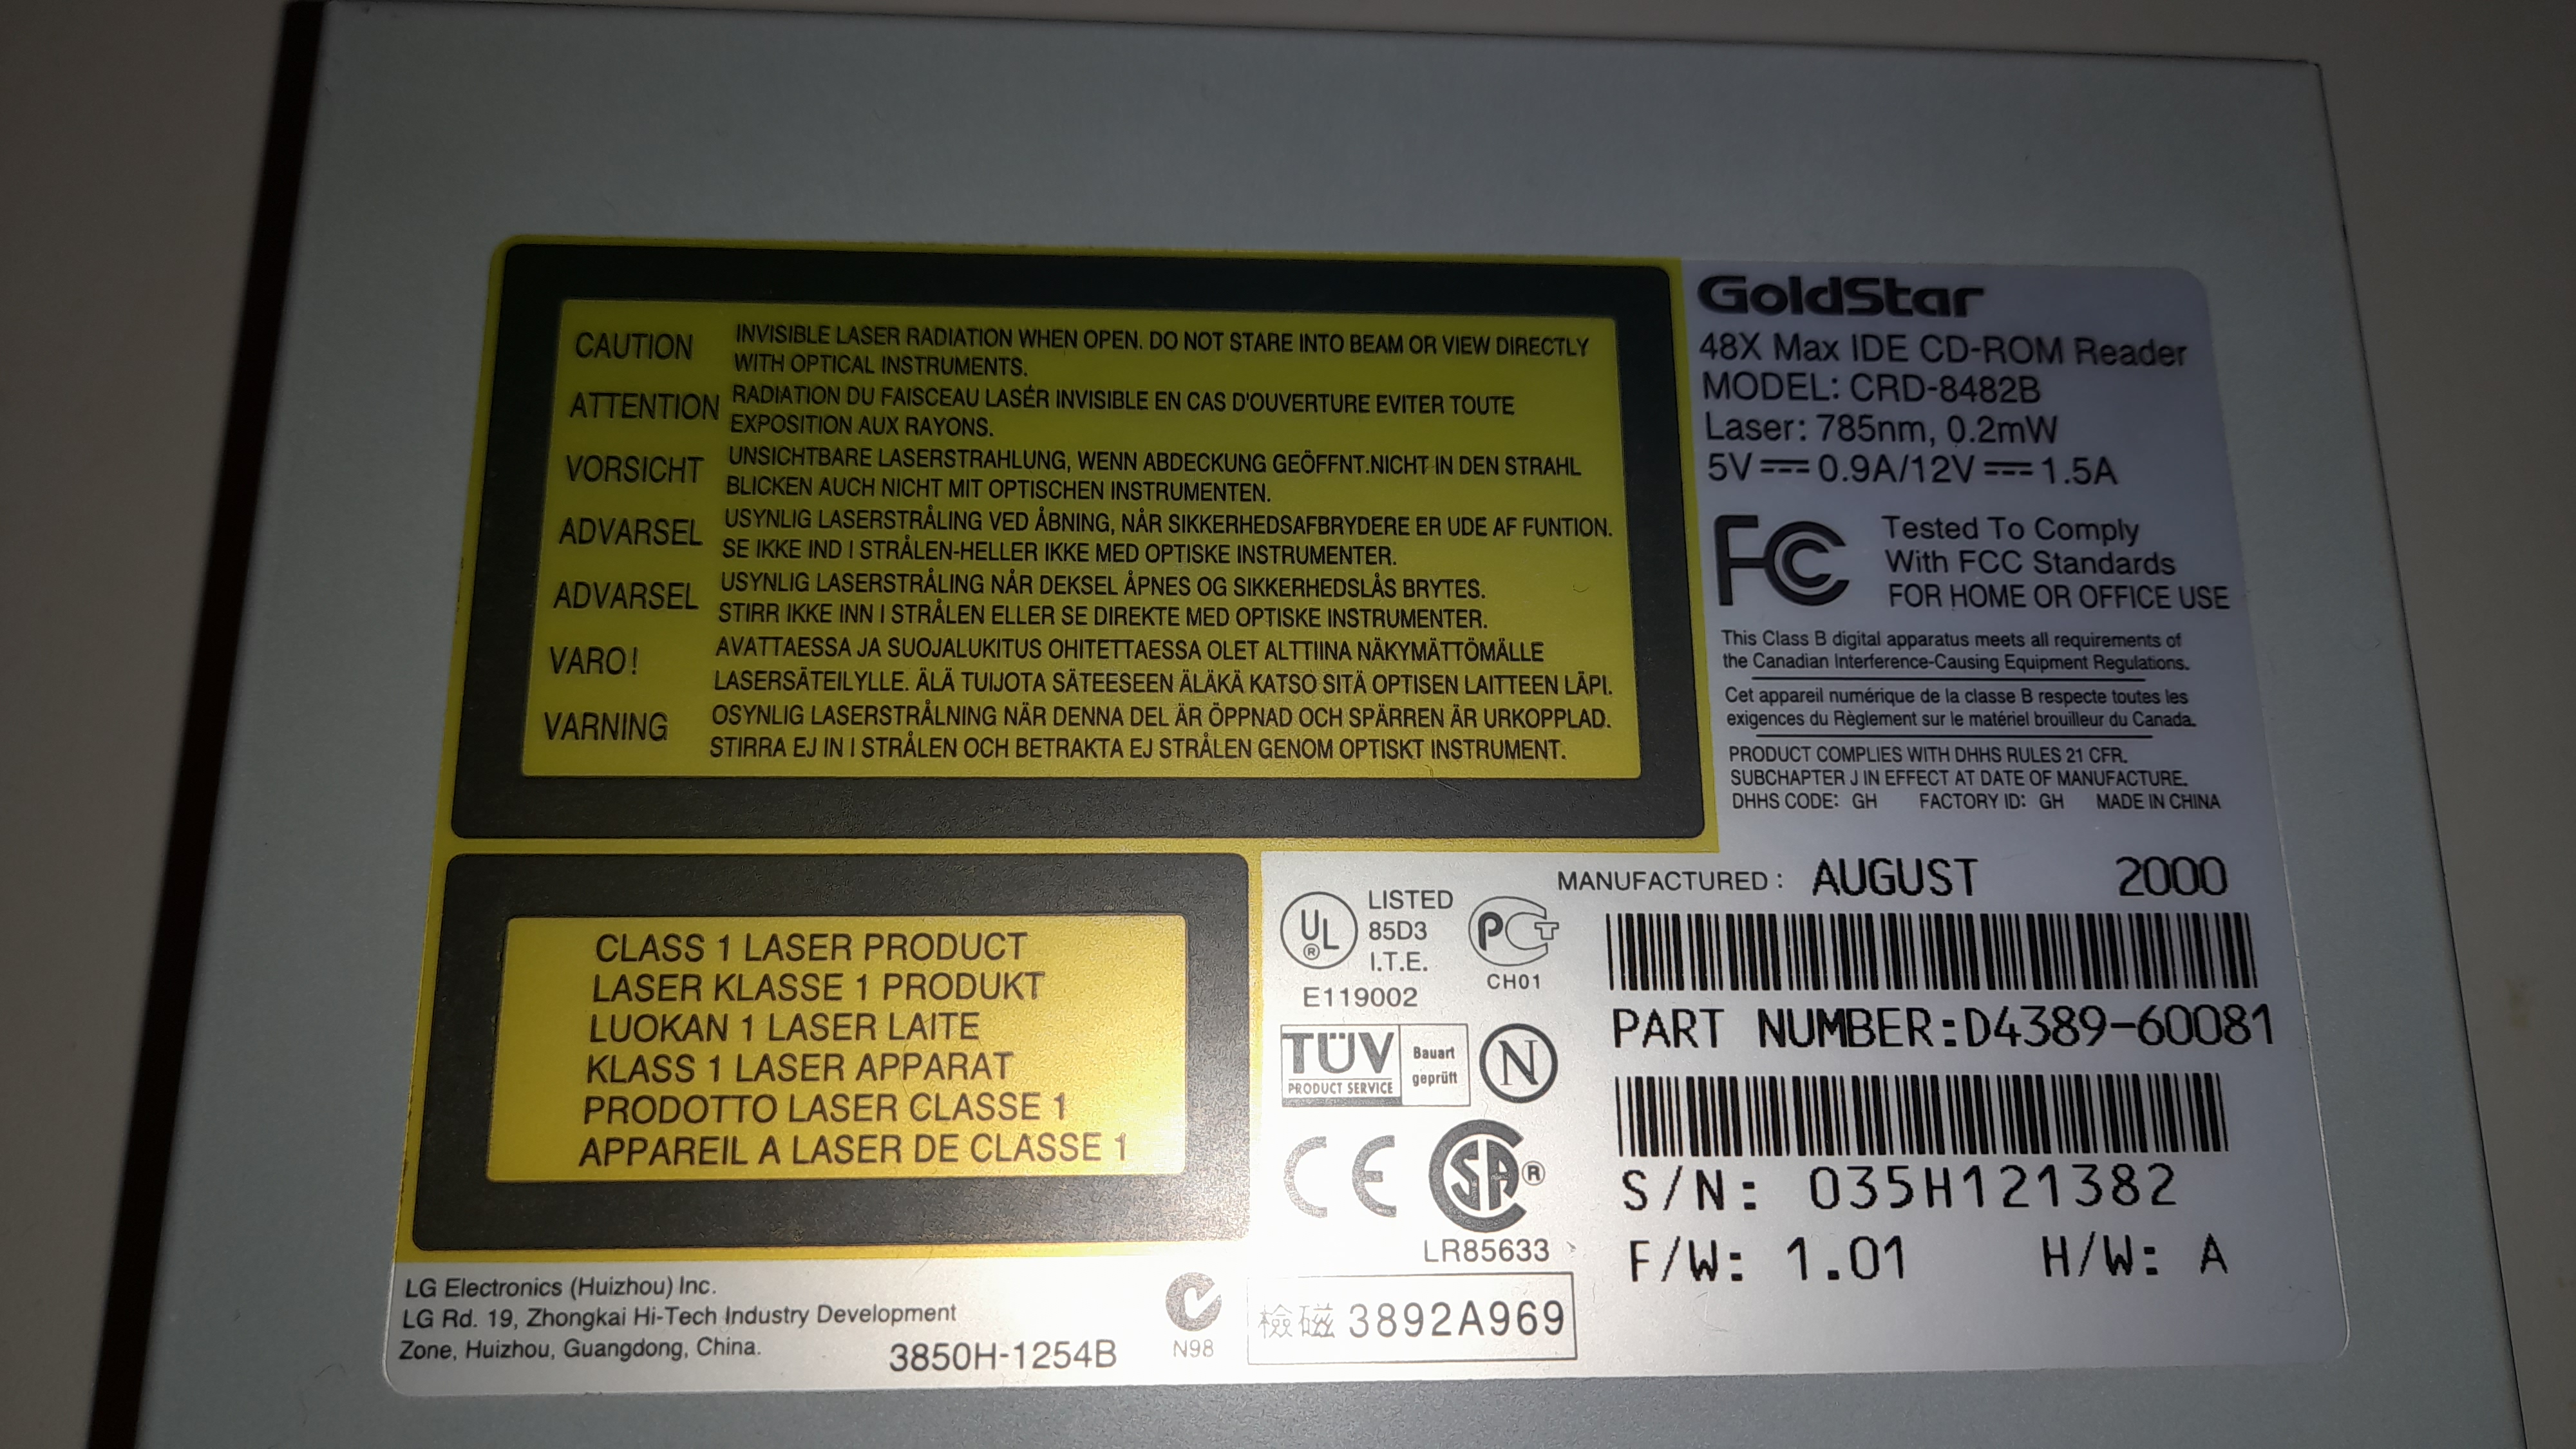 CAUTION INVISIBLE LASER RADIATION WHEN OPEN. DO NOT STARE INTO BEAM OR VIEW DIRECTLY
WITH OPTICAL INSTRUMENTS.
ATTENTION RADIATION DU FAISCEAU LASÉR INVISIBLE EN CAS D'OUVERTURE EVITER TOUTE
EXPOSITION AUX RAYONS.
VORSICHT UNSICHTBARE LASERSTRAHLUNG, WENN ABDECKUNG GEÖFFNT.NICHT IN DEN STRAHL
BLICKEN AUCH NICHT MIT OPTISCHEN INSTRUMENTEN.
ADVARSEL USYNLIG LASERSTRÅLING VED ÅBNING, NÅR SIKKERHEDSAFBRYDERE ER UDE AF FUNTION.
SE IKKE IND I STRÅLEN-HELLER IKKE MED OPTISKE INSTRUMENTER.
ADVARSEL USYNLIG LASERSTRÅLING NÅR DEKSEL ÅPNES OG SIKKERHEDSLÅS BRYTES.
STIRR IKKE INN I STRÅLEN ELLER SE DIREKTE MED OPTISKE INSTRUMENTER.
VARO! AVATTAESSA JA SUOJALUKITUS OHITETTAESSA OLET ALTTIINA NÄKYMÄTTÖMÄLLE
LASERSÄTEILYLLE. ÄLÄ TUIJOTA SÄTEESEEN ÄLÄKÄ KATSO SITÄ OPTISEN LAITTEEN LÄPI.
VARNING OSYNLIG LASERSTRÅLNING NÄR DENNA DEL ÄR ÖPPNAD OCH SPÄRREN ÄR URKOPPLAD.
STIRRA EJ IN I STRÅLEN OCH BETRAKTA EJ STRÅLEN GENOM OPTISKT INSTRUMENT.
GoldStar
48X Max IDE CD-ROM Reader
MODEL: CRD-8482B
Laser: 785nm, 0.2mW
5V ⎓ 0.9A/12V ⎓ 1.5A
FC Tested To Comply
With FCC Standards
FOR HOME OR OFFICE USE
This Class B digital apparatus meets all requirements of
the Canadian Interference-Causing Equipment Regulations.
Cet appareil numérique de la classe B respecte toutes les
exigences du Règlement sur le matériel brouilleur du Canada.
PRODUCT COMPLIES WITH DHHS RULES 21 CFR.
SUBCHAPTER J IN EFFECT AT DATE OF MANUFACTURE.
DHHS CODE: GH FACTORY ID: GH MADE IN CHINA
CLASS 1 LASER PRODUCT
LASER KLASSE 1 PRODUKT
LUOKAN 1 LASER LAITE
KLASS 1 LASER APPARAT
PRODOTTO LASER CLASSE 1
APPAREIL A LASER DE CLASSE 1
UL ®
LISTED
85D3
I.T.E.
E119002
PCT
CH01
TÜV
PRODUCT SERVICE
Bauart
geprüft
N
CE
SA ®
LR85633
MANUFACTURED: AUGUST 2000
PART NUMBER:D4389-60081
S/N: 035H121382
F/W: 1.01 H/W: A
LG Electronics (Huizhou) Inc.
LG Rd. 19, Zhongkai Hi-Tech Industry Development
Zone, Huizhou, Guangdong, China.
3850H-1254B
N98
檢磁 3892A969